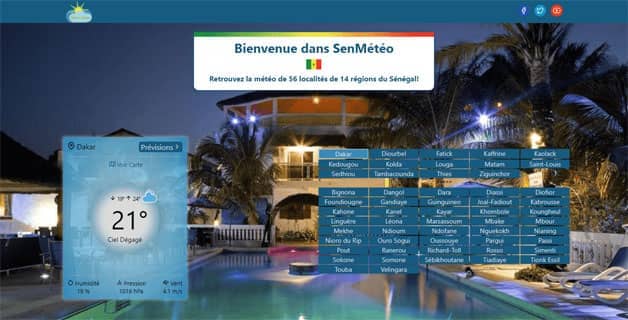 Bienvenue dans SenMétéo
Retrouvez la météo de 56 localités de 14 régions du Sénégal!
Dakar Prévisions >
Voir Carte
19° 24°
21°
Ciel Dégagé
Humidité Pression Vent
1016 hPa 4.1 m/s
Dakar Diourbel Fatick Kaffrine Kaolack
Kedougou Kolda Louga Matam Saint-Louis
Sedhiou Tambacounda Thies Ziguinchor
Bignona Dangol Dara Diaoss Diofior
Foundiougne Gandiaye Guinguineo Joal-Fadiout Kabrousse
Kahone Kanel Kayar Khombole Koungheul
Linguère Léona Marsassoum Mbake Mbour
Mekhe Ndioum Ndofane Nguekokh Nianing
Nioro du Rip Ouro Sogui Oussouye Pargui Passi
Pout Ranerou Richard-Toll Rosso Simenti
Sokone Somone Sébikhoutane Tiadiaye Tionk Essil
Touba Velingara